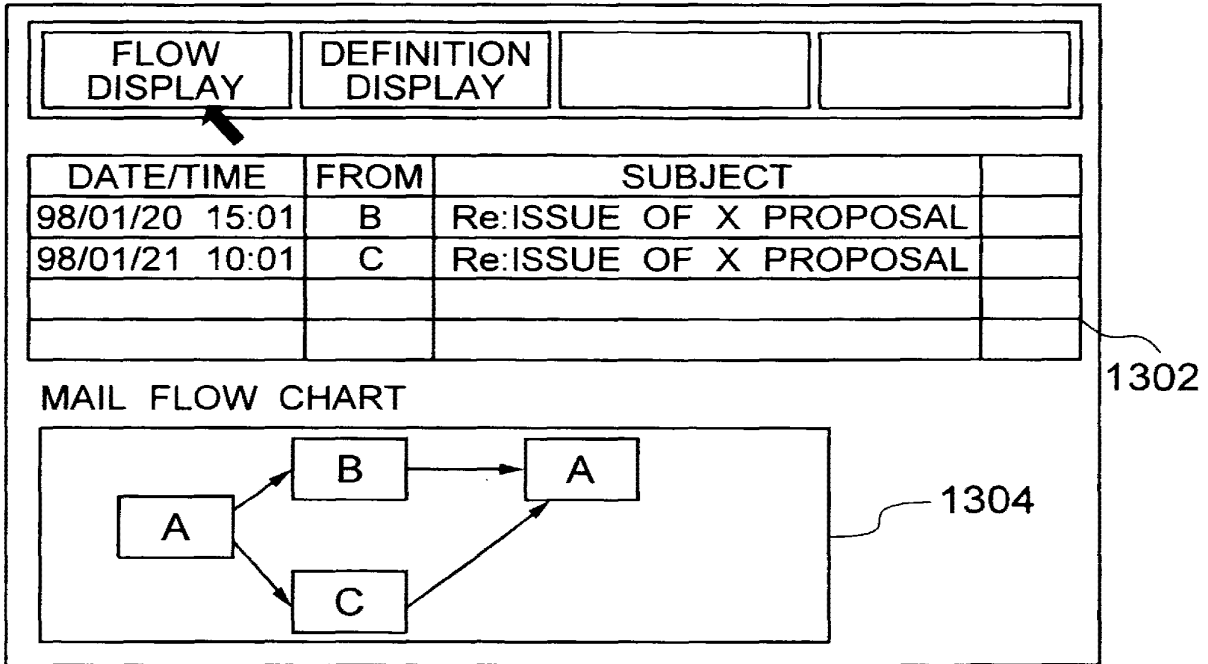 FLOW DISPLAY
DEFINITION DISPLAY
DATE/TIME FROM SUBJECT
98/01/20 15:01 B Re:ISSUE OF X PROPOSAL
98/01/21 10:01 C Re:ISSUE OF X PROPOSAL
1302
MAIL FLOW CHART
B A
A
C
1304